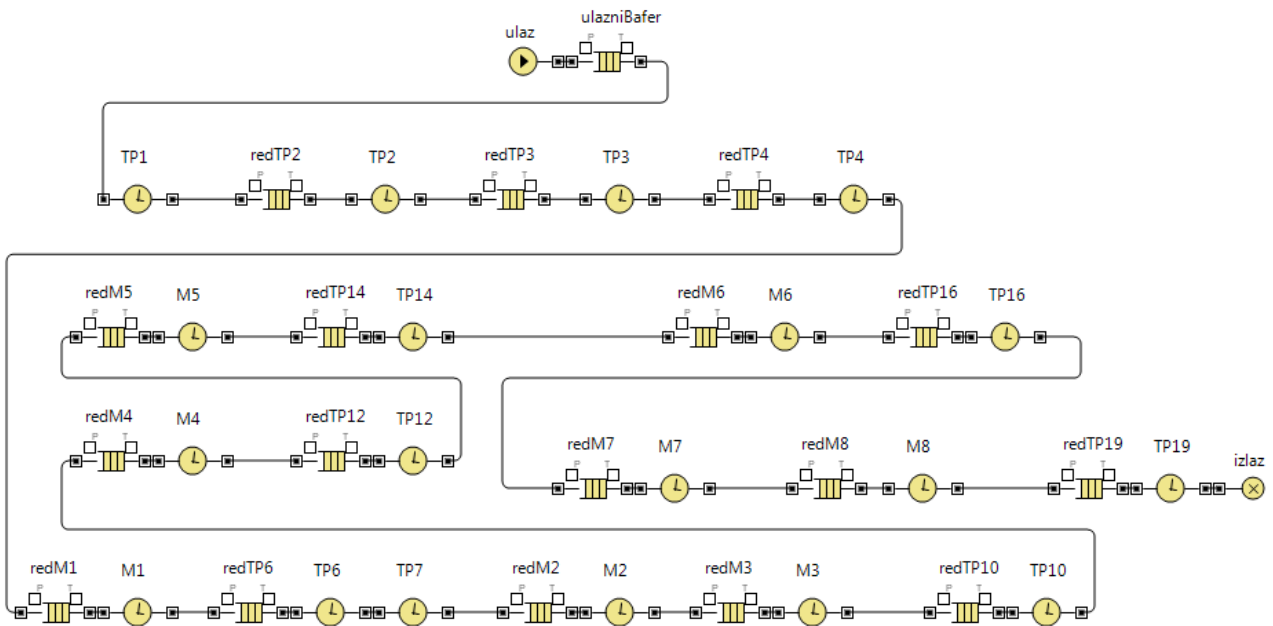 ulaz ulazniBafer
P T
TP1 redTP2 TP2 redTP3 TP3 redTP4 TP4
P T P T P T
redM5 M5 redTP14 TP14 redM6 M6 redTP16 TP16
P T P T P T P T
redM4 M4 redTP12 TP12
P T P T
redM7 M7 redM8 M8 redTP19 TP19 izlaz
P T P T P T
redM1 M1 redTP6 TP6 TP7 redM2 M2 redM3 M3 redTP10 TP10
P T P T P T P T P T